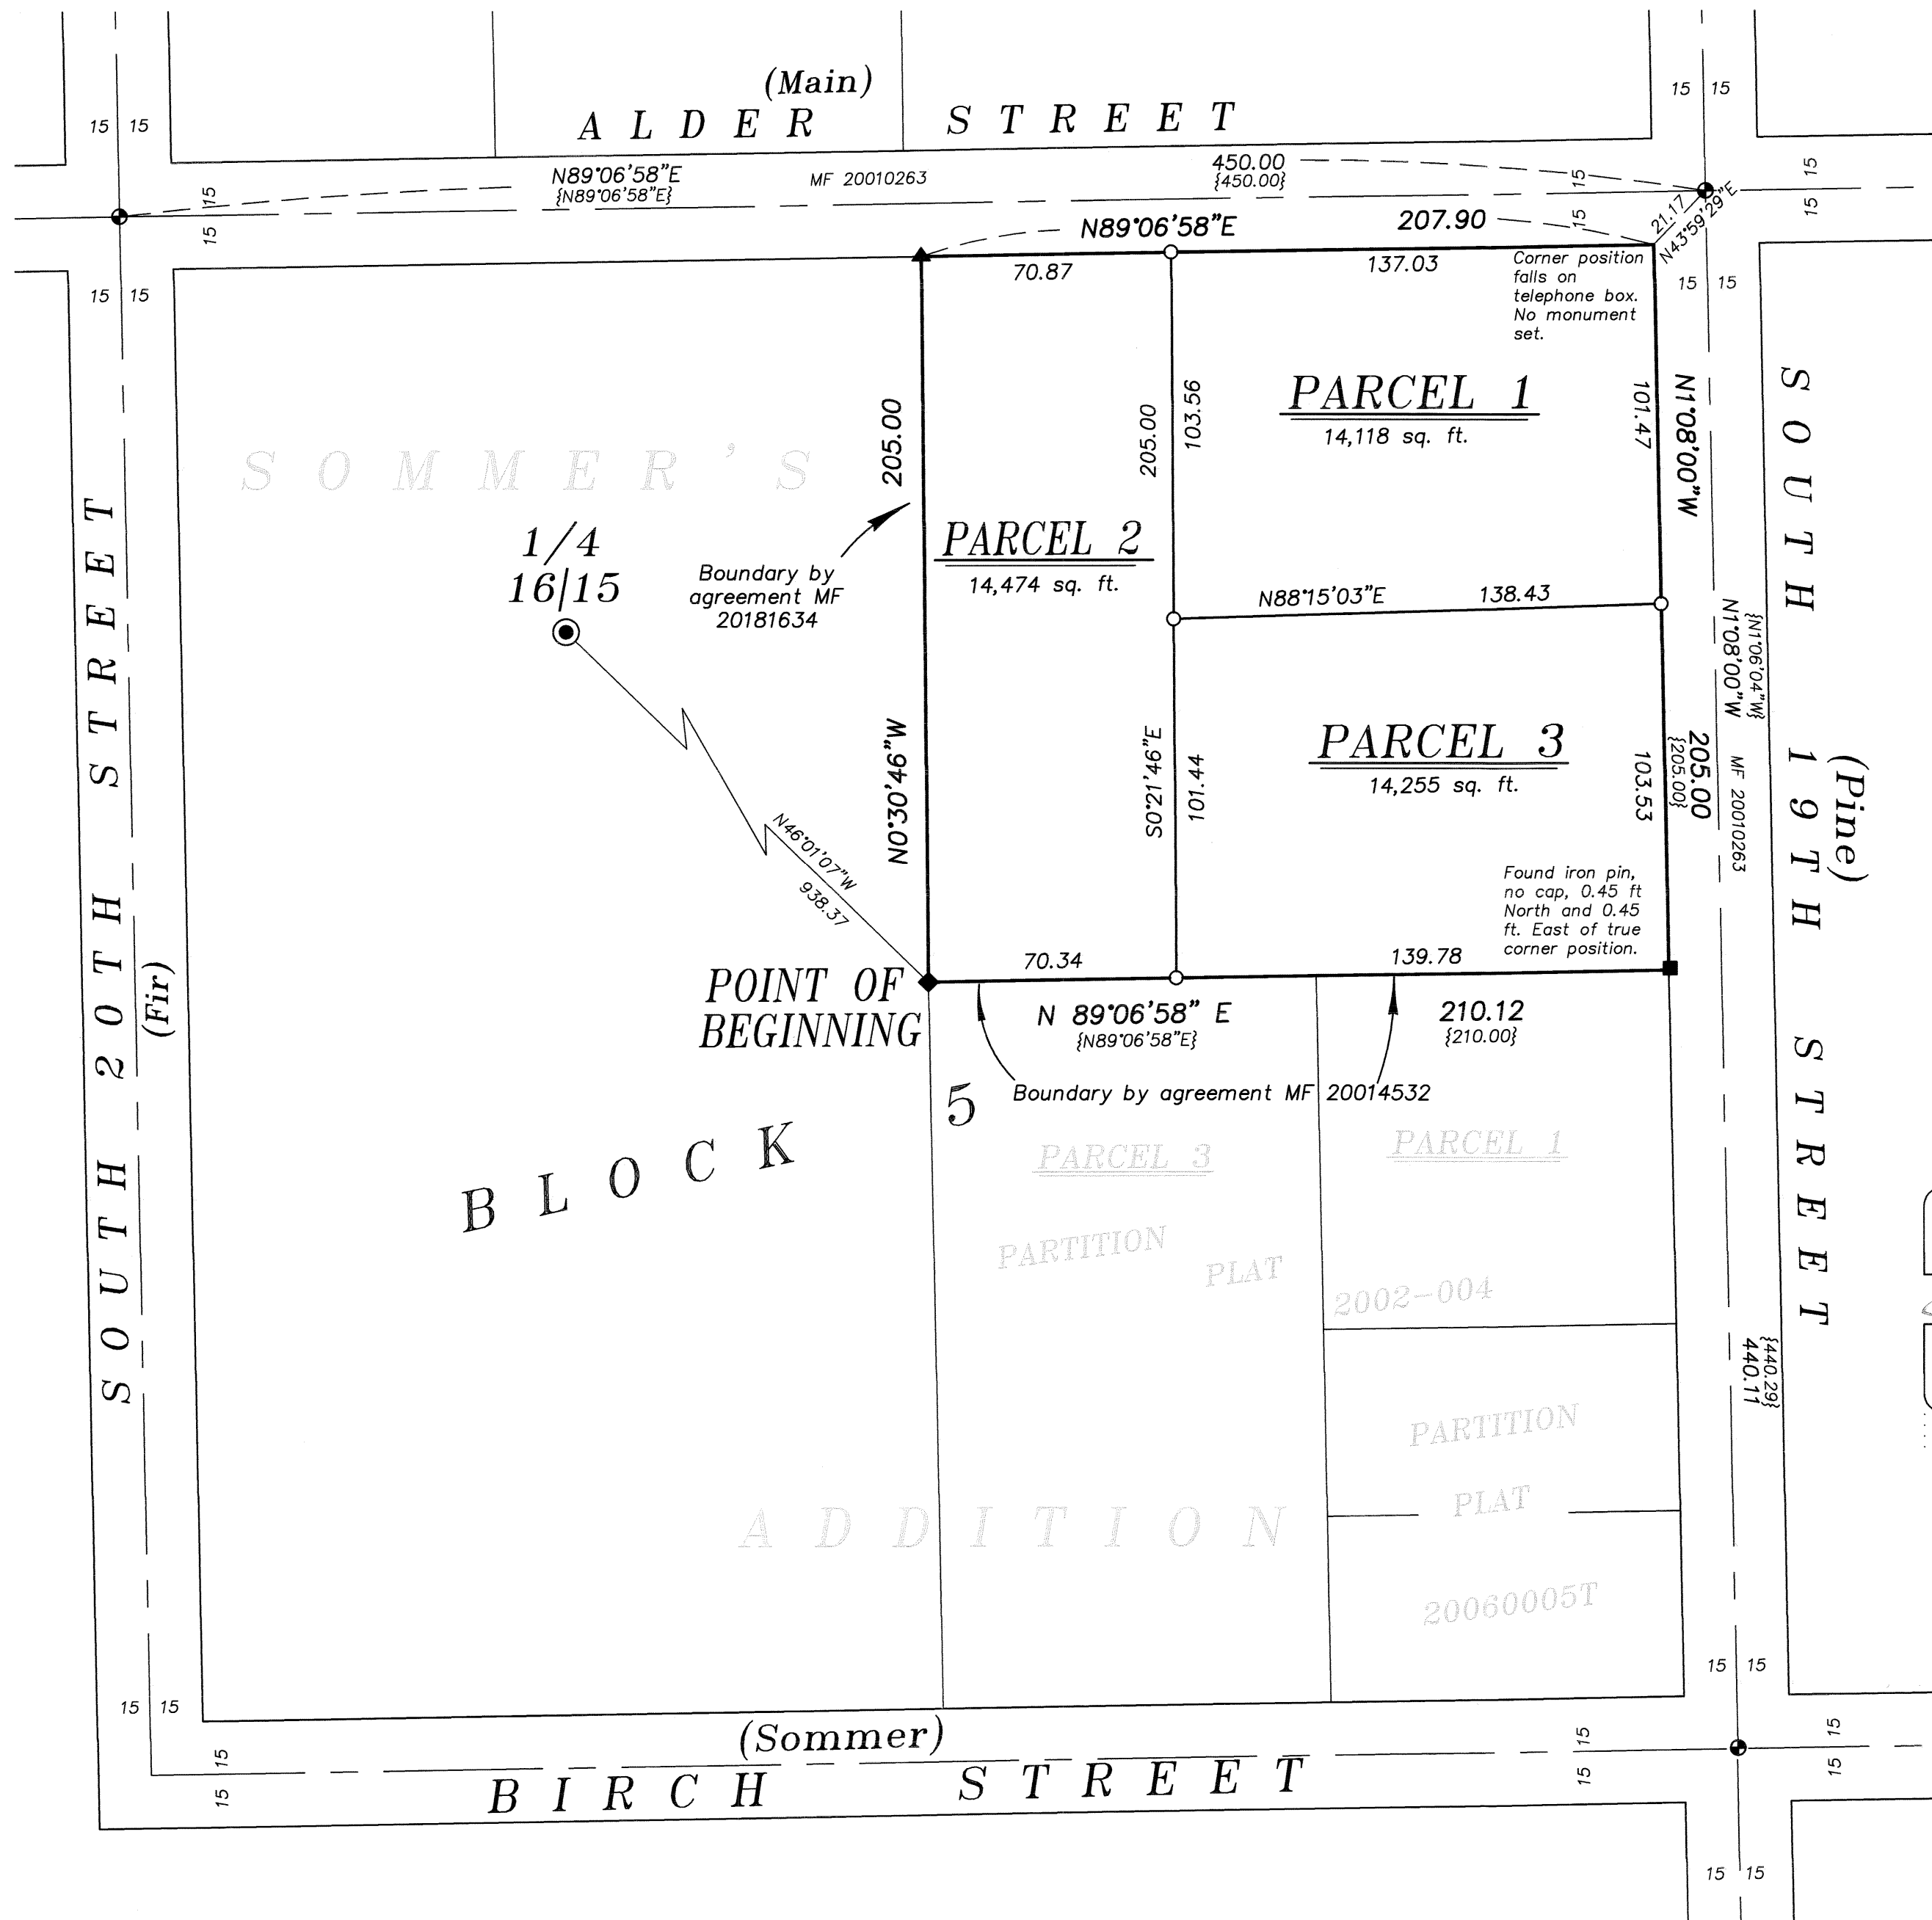 (Main)
ALDER STREET
15 15
15 15
15
15
15 15
N89°06'58"E
{N89°06'58"E}
MF 20010263
450.00
{450.00}
15
15
15 15
15
15
15 15
21.17
N43°59'29"E
N89°06'58"E
207.90
70.87
137.03
Corner position
falls on
telephone box.
No monument
set.
SOMMER'S
1/4
16|15
205.00
Boundary by
agreement MF
20181634
N0°30'46"W
N46°01'07"W
938.37
PARCEL 2
14,474 sq. ft.
205.00
103.56
S0°21'46"E
101.44
PARCEL 1
14,118 sq. ft.
101.47
N1°08'00"W
N88°15'03"E
138.43
PARCEL 3
14,255 sq. ft.
103.53
205.00
{205.00}
{N1°06'04"W}
N1°08'00"W
MF 20010263
Found iron pin,
no cap, 0.45 ft
North and 0.45
ft. East of true
corner position.
70.34
139.78
POINT OF
BEGINNING
N 89°06'58" E
{N89°06'58"E}
210.12
{210.00}
Boundary by agreement MF 20014532
BLOCK
5
PARCEL 3
PARCEL 1
PARTITION
PLAT
2002-004
PARTITION
PLAT
20060005T
ADDITION
{440.29}
440.11
SOUTH 20TH STREET
(Fir)
SOUTH 19TH STREET
(Pine)
15 15
15
15
15 15
15
15
15
15
(Sommer)
BIRCH STREET
15 15